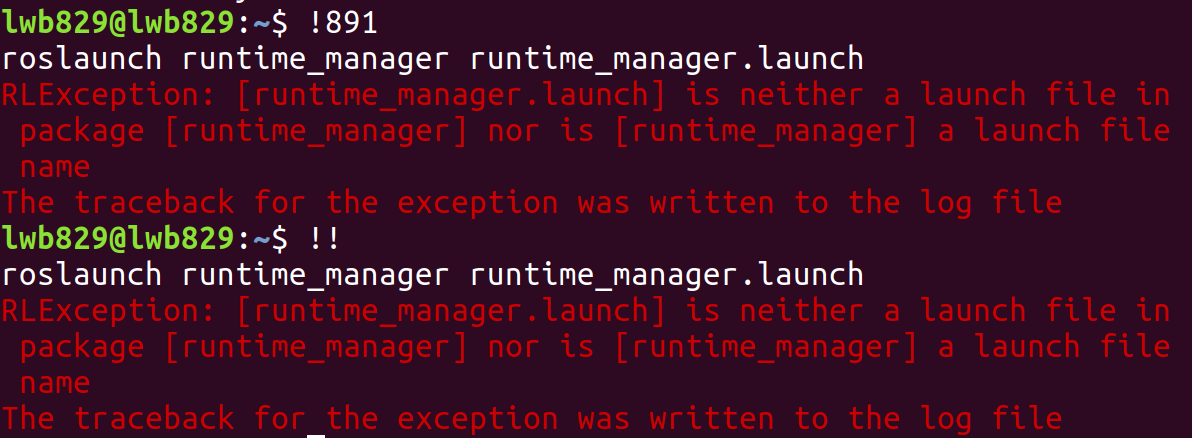 lwb829@lwb829:~$ !891
roslaunch runtime_manager runtime_manager.launch
RLException: [runtime_manager.launch] is neither a launch file in
package [runtime_manager] nor is [runtime_manager] a launch file
name
The traceback for the exception was written to the log file
lwb829@lwb829:~$ !!
roslaunch runtime_manager runtime_manager.launch
RLException: [runtime_manager.launch] is neither a launch file in
package [runtime_manager] nor is [runtime_manager] a launch file
name
The traceback for the exception was written to the log file